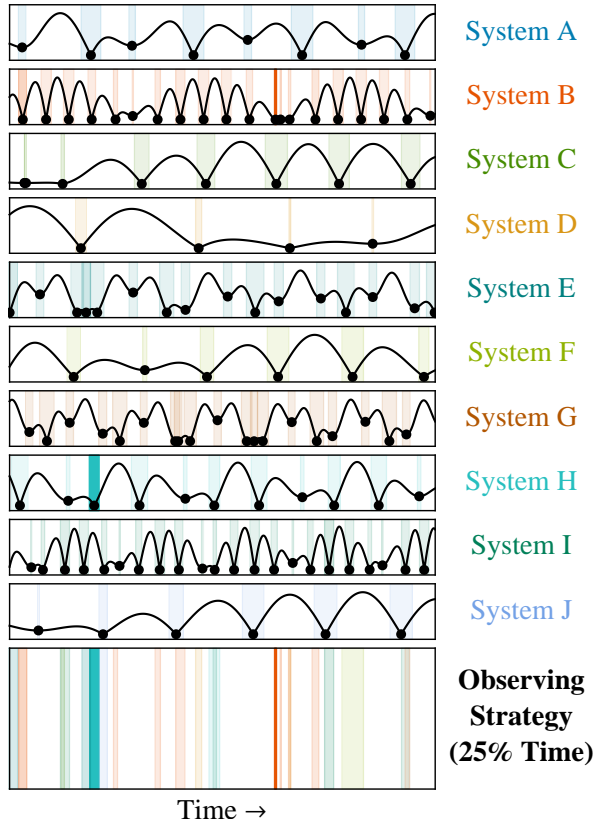 System A
System B
System C
System D
System E
System F
System G
System H
System I
System J
Observing
Strategy
(25% Time)
Time →